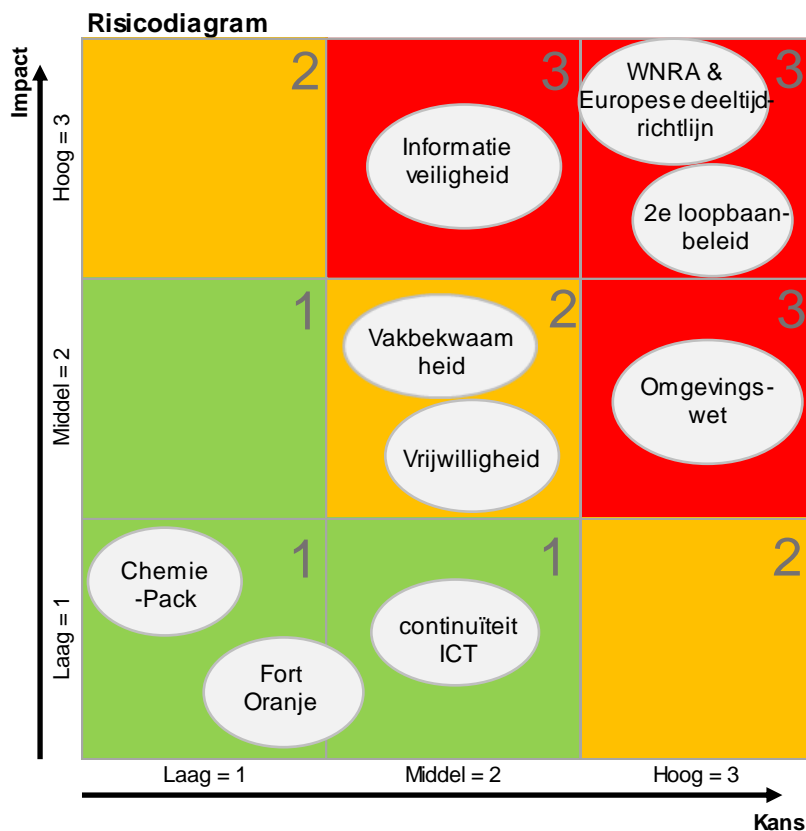 Risicodiagram
Impact
Hoog = 3
Middel = 2
Laag = 1
2
3
3
Informatie
veiligheid
WNRA &
Europese deeltijd-
richtlijn
2e loopbaan-
beleid
1
2
3
Vakbekwaam
heid
Vrijwilligheid
Omgevings-
wet
1
1
2
Chemie
-Pack
Fort
Oranje
continuïteit
ICT
Laag = 1
Middel = 2
Hoog = 3
Kans